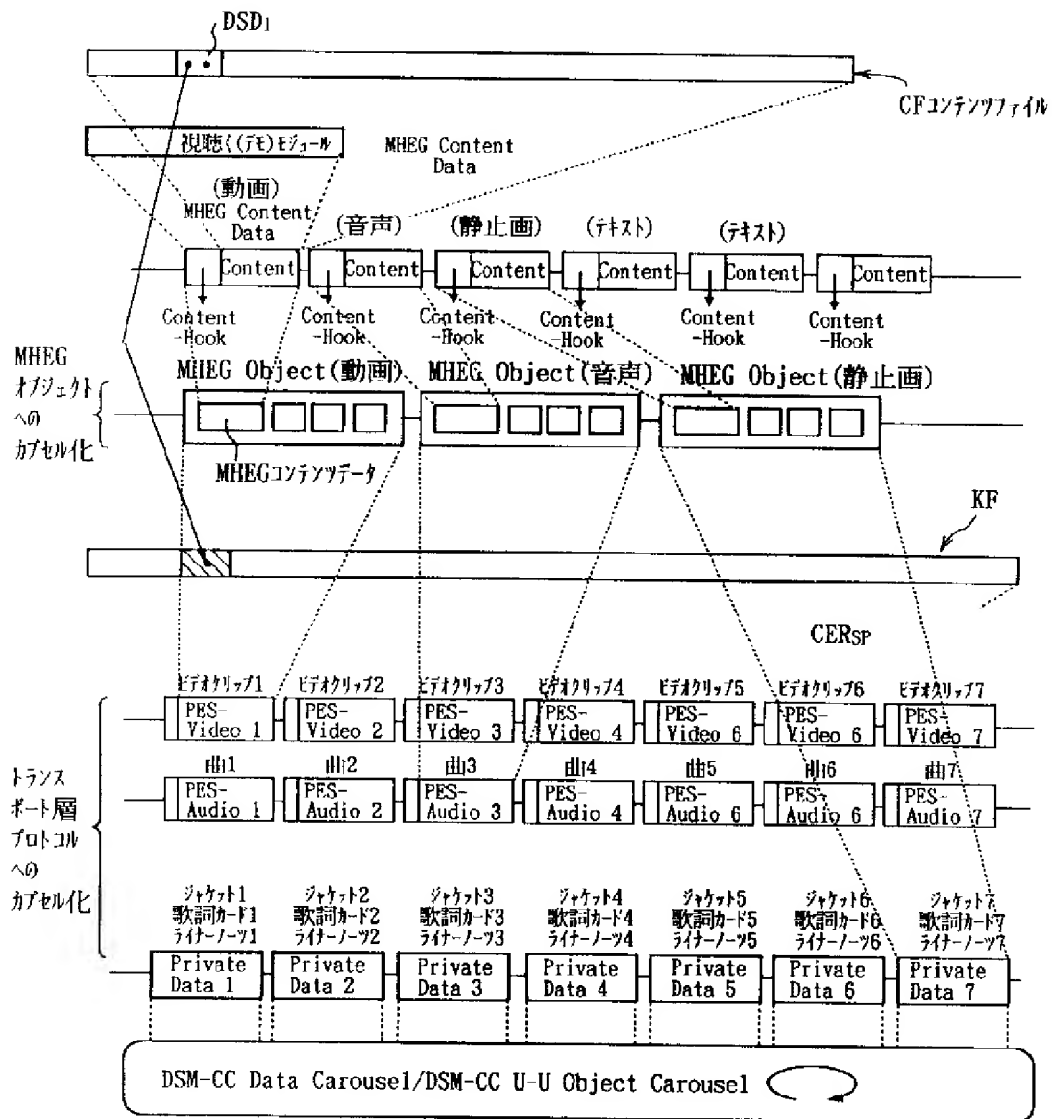 DSD1
CFコンテンツファイル
視聴く(デモ)モジュール
MHEG Content
Data
(動画)
MHEG Content
Data
(音声)
(静止画)
(テキスト)
(テキスト)
Content
Content
Content
Content
Content
Content
Content
-Hook
Content
-Hook
Content
-Hook
Content
-Hook
Content
-Hook
Content
-Hook
MHEG
オブジェクト
への
カプセル化
MHEG Object(動画)
MHEG Object(音声)
MHEG Object(静止画)
MHEGコンテンツデータ
KF
CERSP
トランス
ポート層
プロトコル
への
カプセル化
ビデオクリップ1
ビデオクリップ2
ビデオクリップ3
ビデオクリップ4
ビデオクリップ5
ビデオクリップ6
ビデオクリップ7
PES-
Video 1
PES-
Video 2
PES-
Video 3
PES-
Video 4
PES-
Video 6
PES-
Video 6
PES-
Video 7
曲1
曲2
曲3
曲4
曲5
曲6
曲7
PES-
Audio 1
PES-
Audio 2
PES-
Audio 3
PES-
Audio 4
PES-
Audio 6
PES-
Audio 6
PES-
Audio 7
ジャケット1
歌詞カード1
ライナーノーツ1
ジャケット2
歌詞カード2
ライナーノーツ2
ジャケット3
歌詞カード3
ライナーノーツ3
ジャケット4
歌詞カード4
ライナーノーツ4
ジャケット5
歌詞カード5
ライナーノーツ5
ジャケット6
歌詞カード6
ライナーノーツ6
ジャケット7
歌詞カード7
ライナーノーツ7
Private
Data 1
Private
Data 2
Private
Data 3
Private
Data 4
Private
Data 5
Private
Data 6
Private
Data 7
DSM-CC Data Carousel/DSM-CC U-U Object Carousel